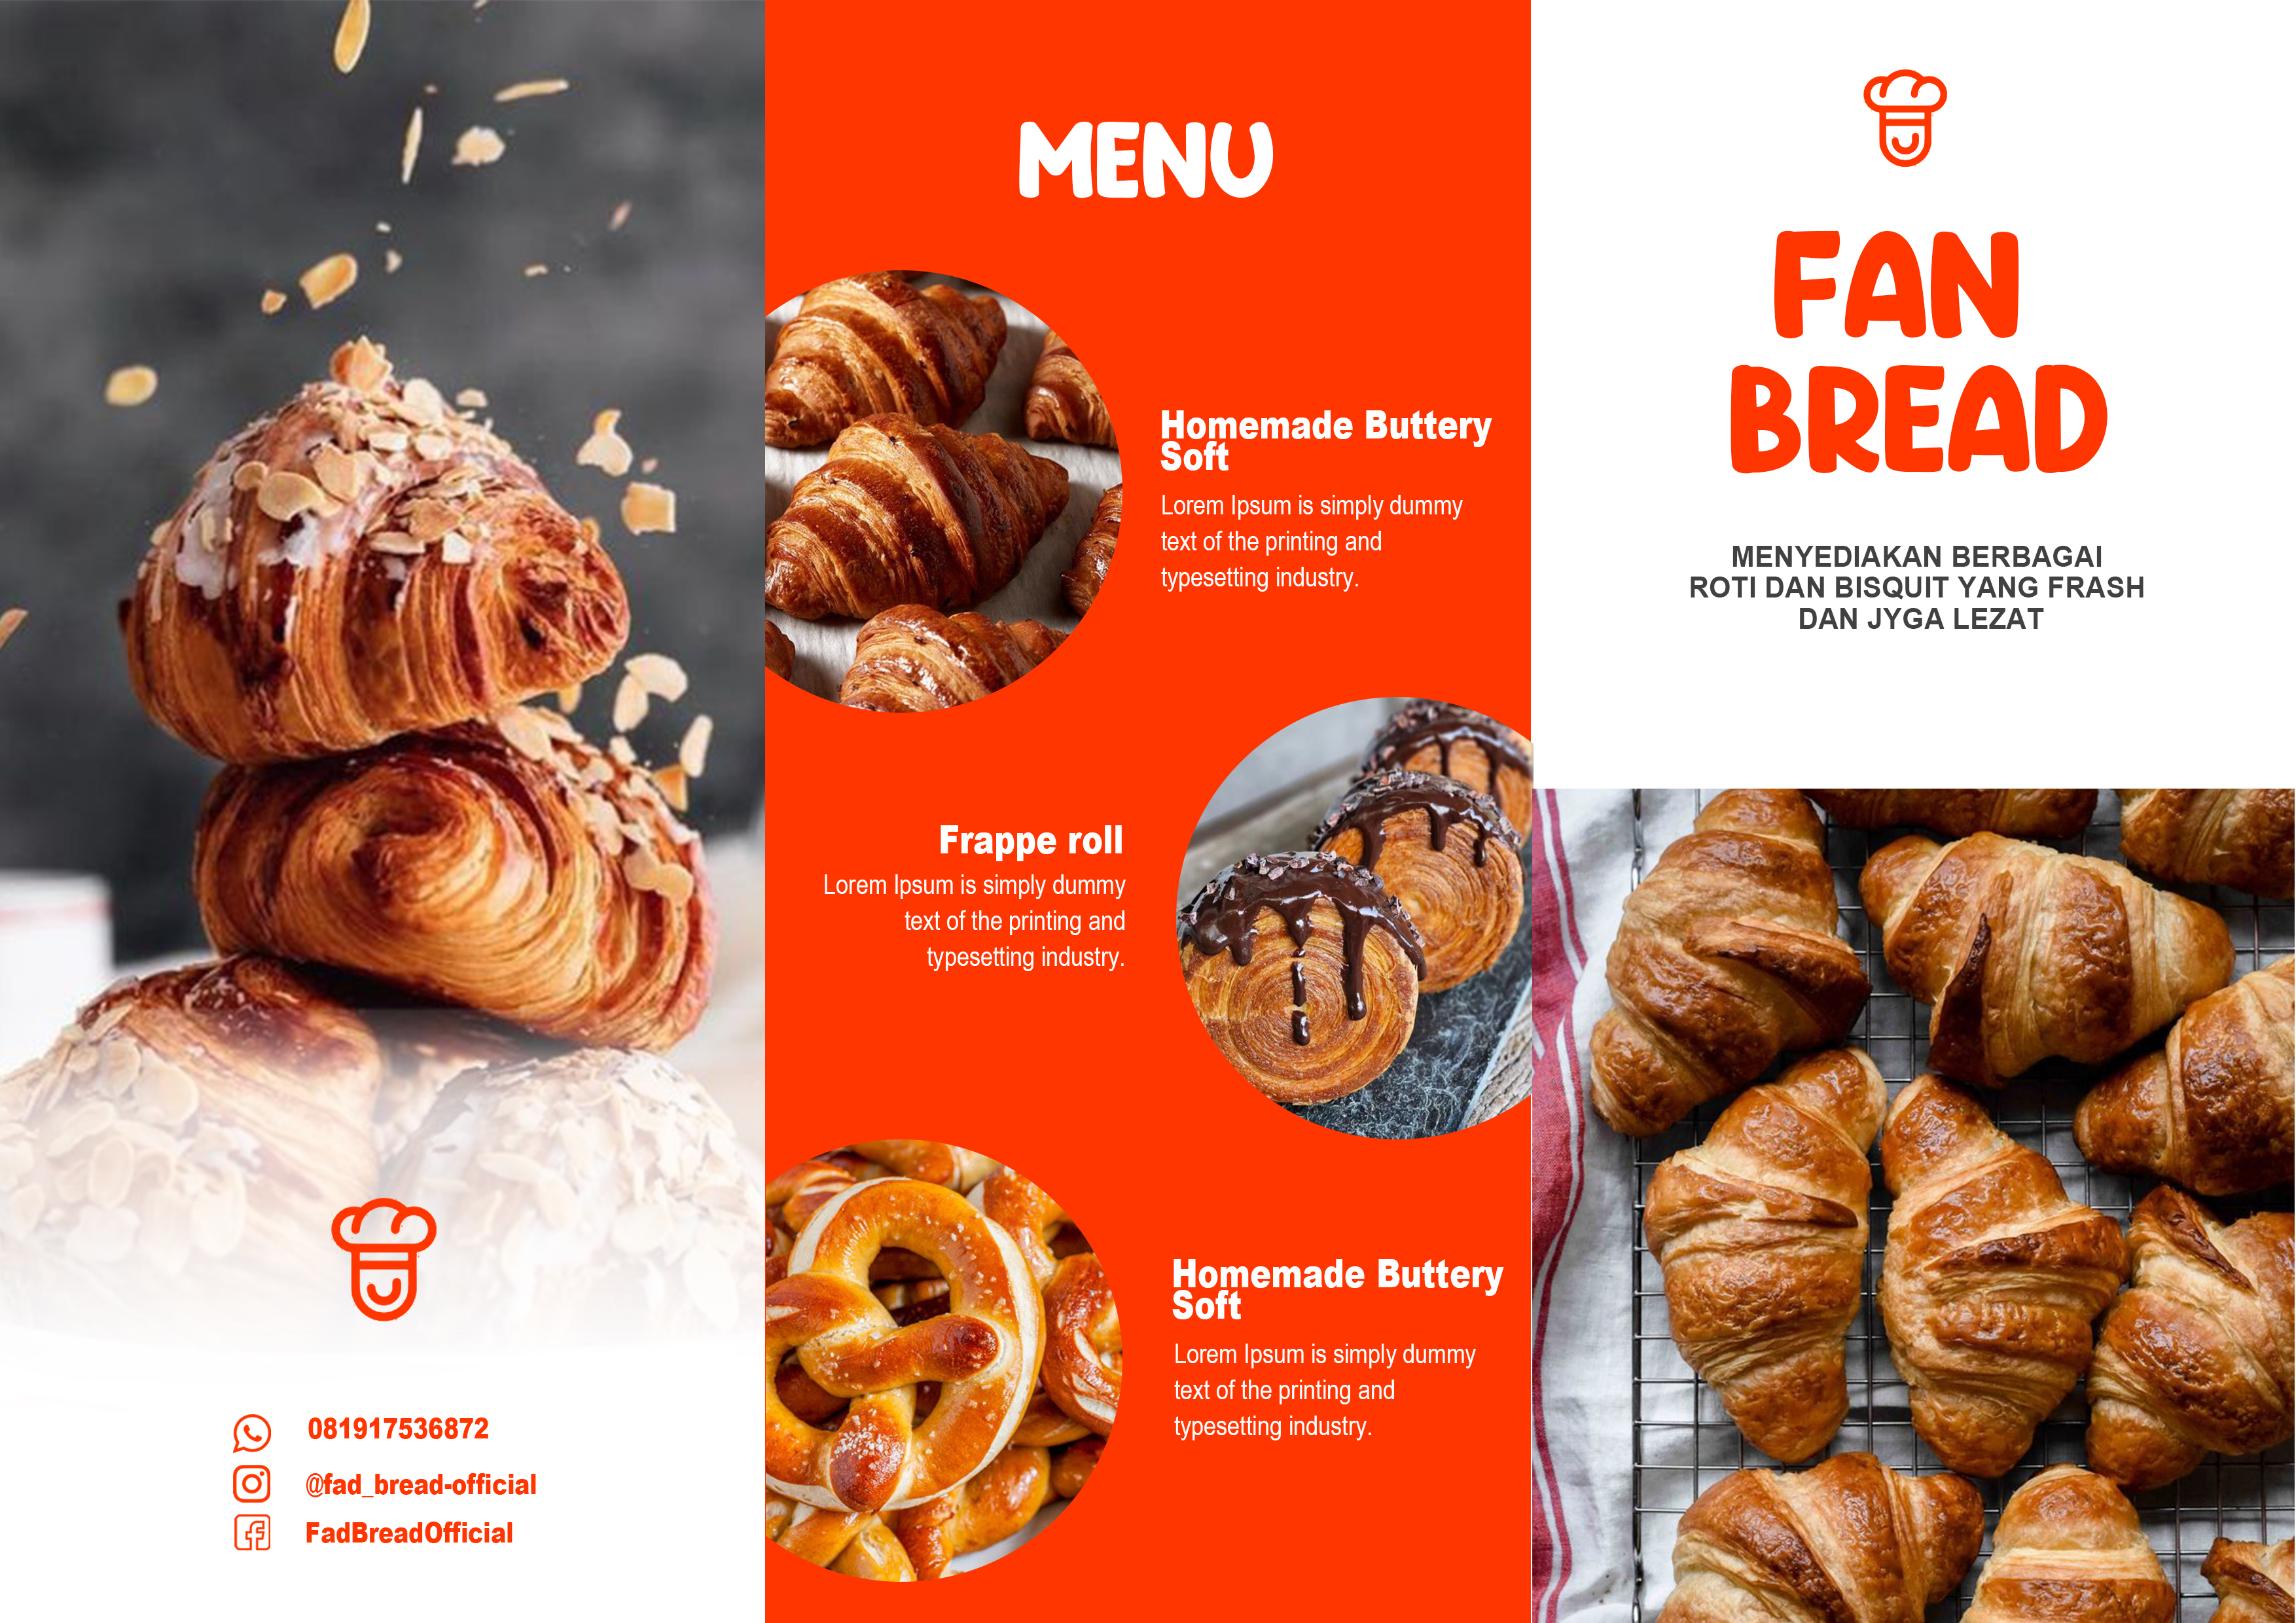 081917536872
@fad_bread-official
FadBreadOfficial
MENU
Homemade Buttery
Soft
Lorem Ipsum is simply dummy
text of the printing and
typesetting industry.
Frappe roll
Lorem Ipsum is simply dummy
text of the printing and
typesetting industry.
Homemade Buttery
Soft
Lorem Ipsum is simply dummy
text of the printing and
typesetting industry.
FAN
BREAD
MENYEDIAKAN BERBAGAI
ROTI DAN BISQUIT YANG FRASH
DAN JYGA LEZAT